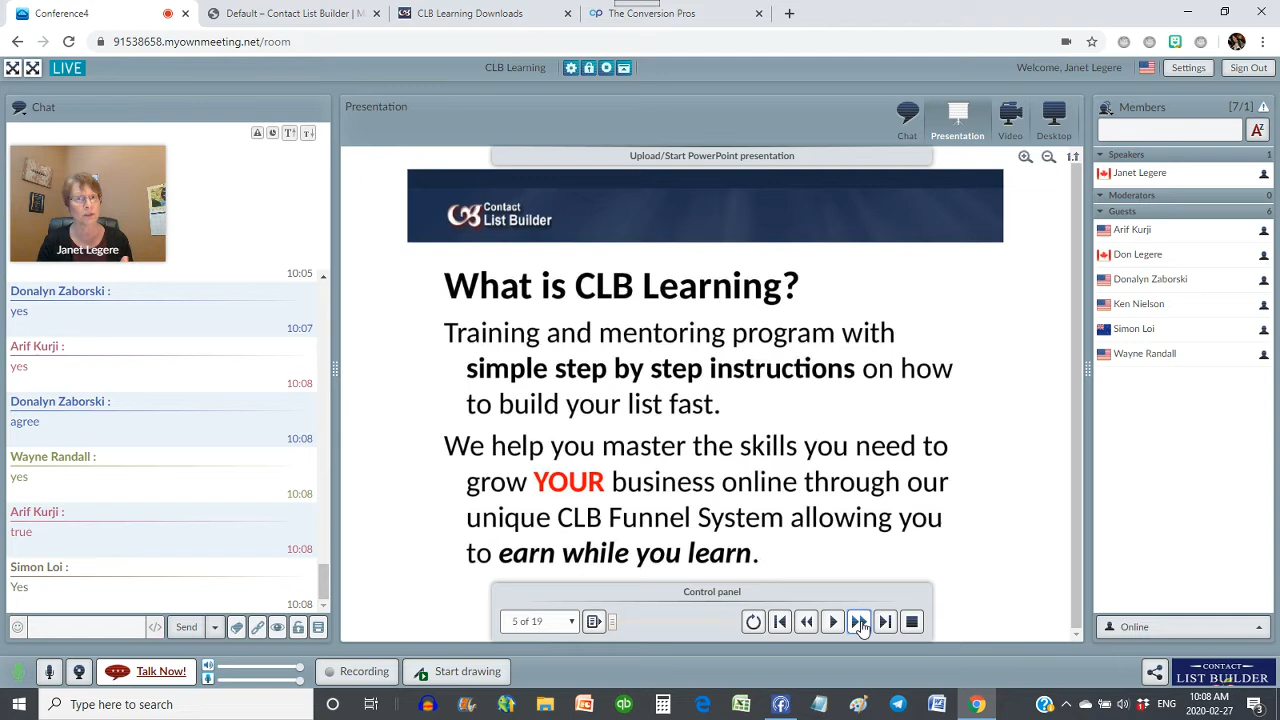 Conference4
Default – Contact List Builder | M
CLB Learning Downloads
The Conversion Pros
91538658.myownmeeting.net/room
LIVE
CLB Learning
Welcome, Janet Legere
Settings
Sign Out
Chat
Janet Legere
10:05
Donalyn Zaborski :
yes
10:07
Arif Kurji :
yes
10:08
Donalyn Zaborski :
agree
10:08
Wayne Randall :
yes
10:08
Arif Kurji :
true
10:08
Simon Loi :
Yes
10:08
Send
Presentation
Chat
Presentation
Video
Desktop
Upload/Start PowerPoint presentation
1:1
Contact
List Builder
What is CLB Learning?
Training and mentoring program with
simple step by step instructions on how
to build your list fast.
We help you master the skills you need to
grow YOUR business online through our
unique CLB Funnel System allowing you
to earn while you learn.
Control panel
5 of 19
Members
[7/1]
Speakers
1
Janet Legere
Moderators
0
Guests
6
Arif Kurji
Don Legere
Donalyn Zaborski
Ken Nielson
Simon Loi
Wayne Randall
Online
Talk Now!
Recording
Start drawing
CONTACT
LIST BUILDER
Type here to search
ENG
10:08 AM
2020-02-27